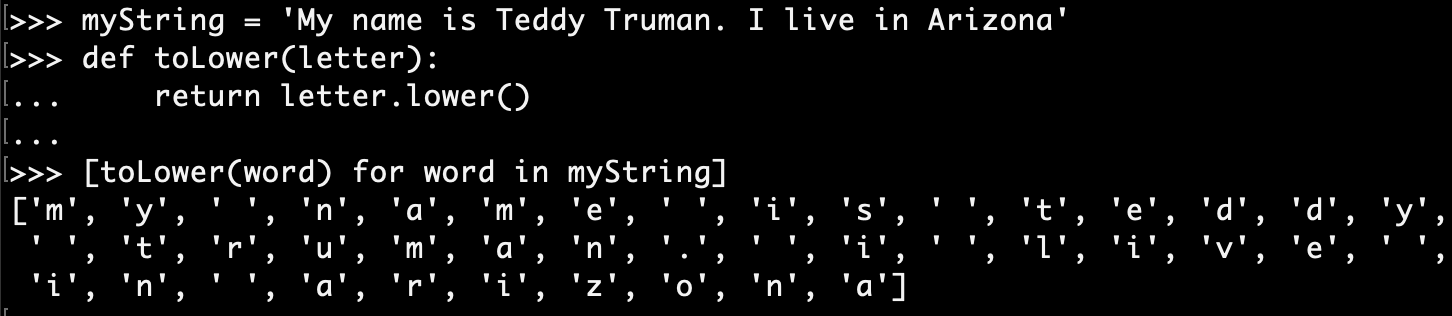 >>> myString = 'My name is Teddy Truman. I live in Arizona'
>>> def toLower(letter):
...     return letter.lower()
...
>>> [toLower(word) for word in myString]
['m', 'y', ' ', 'n', 'a', 'm', 'e', ' ', 'i', 's', ' ', 't', 'e', 'd', 'd', 'y',
 ' ', 't', 'r', 'u', 'm', 'a', 'n', '.', ' ', 'i', ' ', 'l', 'i', 'v', 'e', ' ',
 'i', 'n', ' ', 'a', 'r', 'i', 'z', 'o', 'n', 'a']